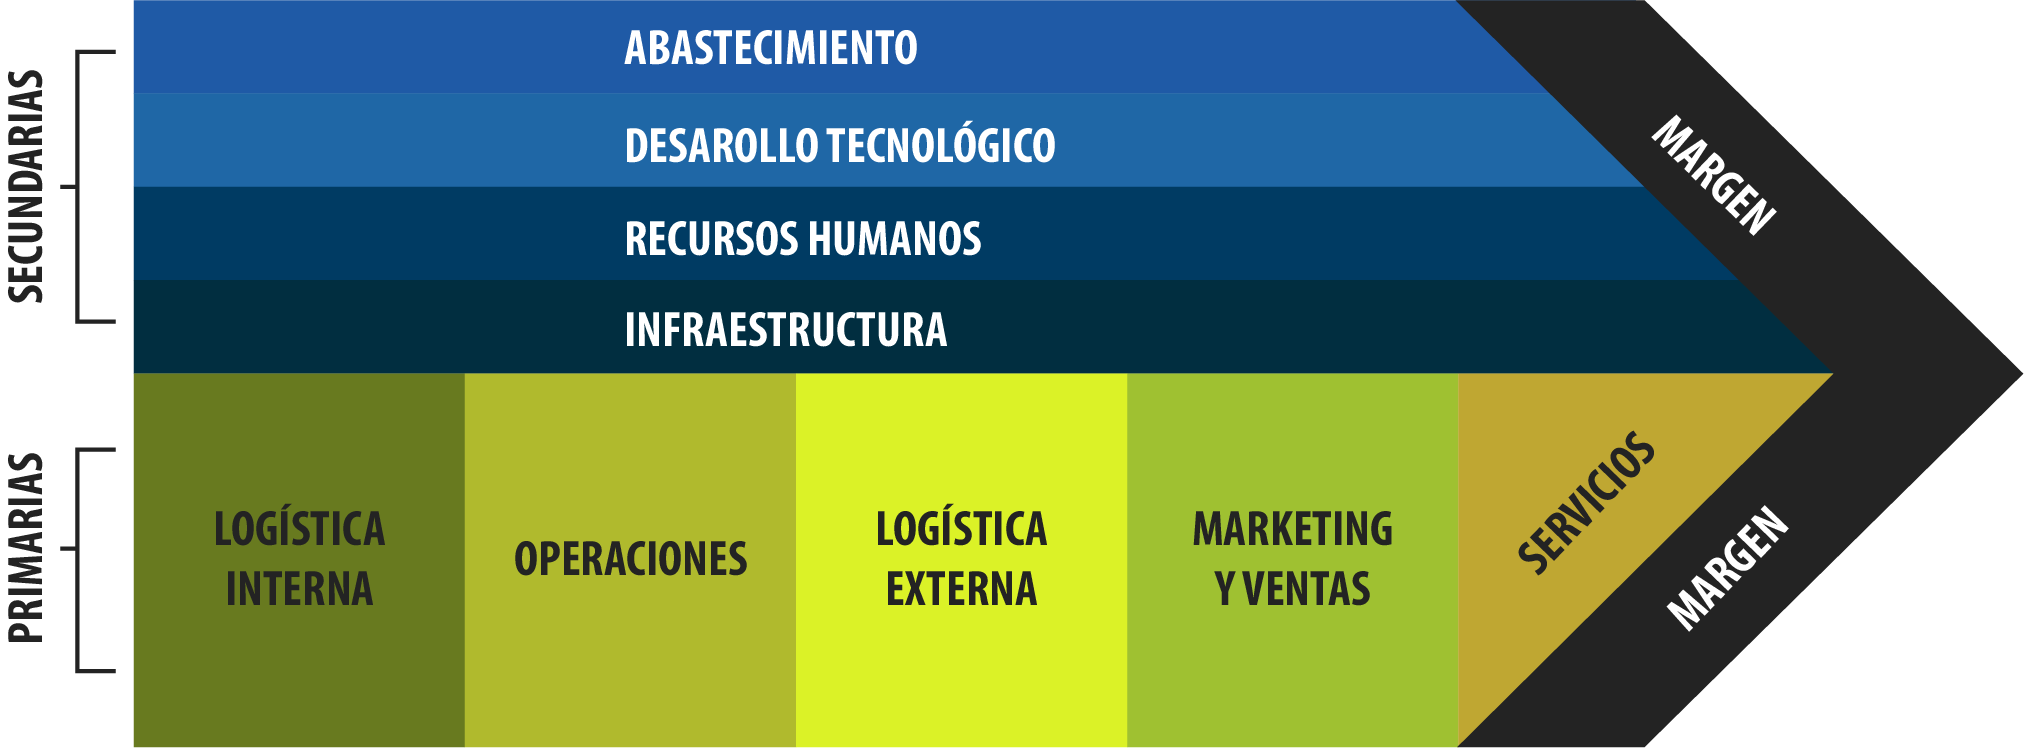 SECUNDARIAS
ABASTECIMIENTO
DESAROLLO TECNOLÓGICO
RECURSOS HUMANOS
INFRAESTRUCTURA
MARGEN
PRIMARIAS
LOGÍSTICA
INTERNA
OPERACIONES
LOGÍSTICA
EXTERNA
MARKETING
Y VENTAS
SERVICIOS
MARGEN